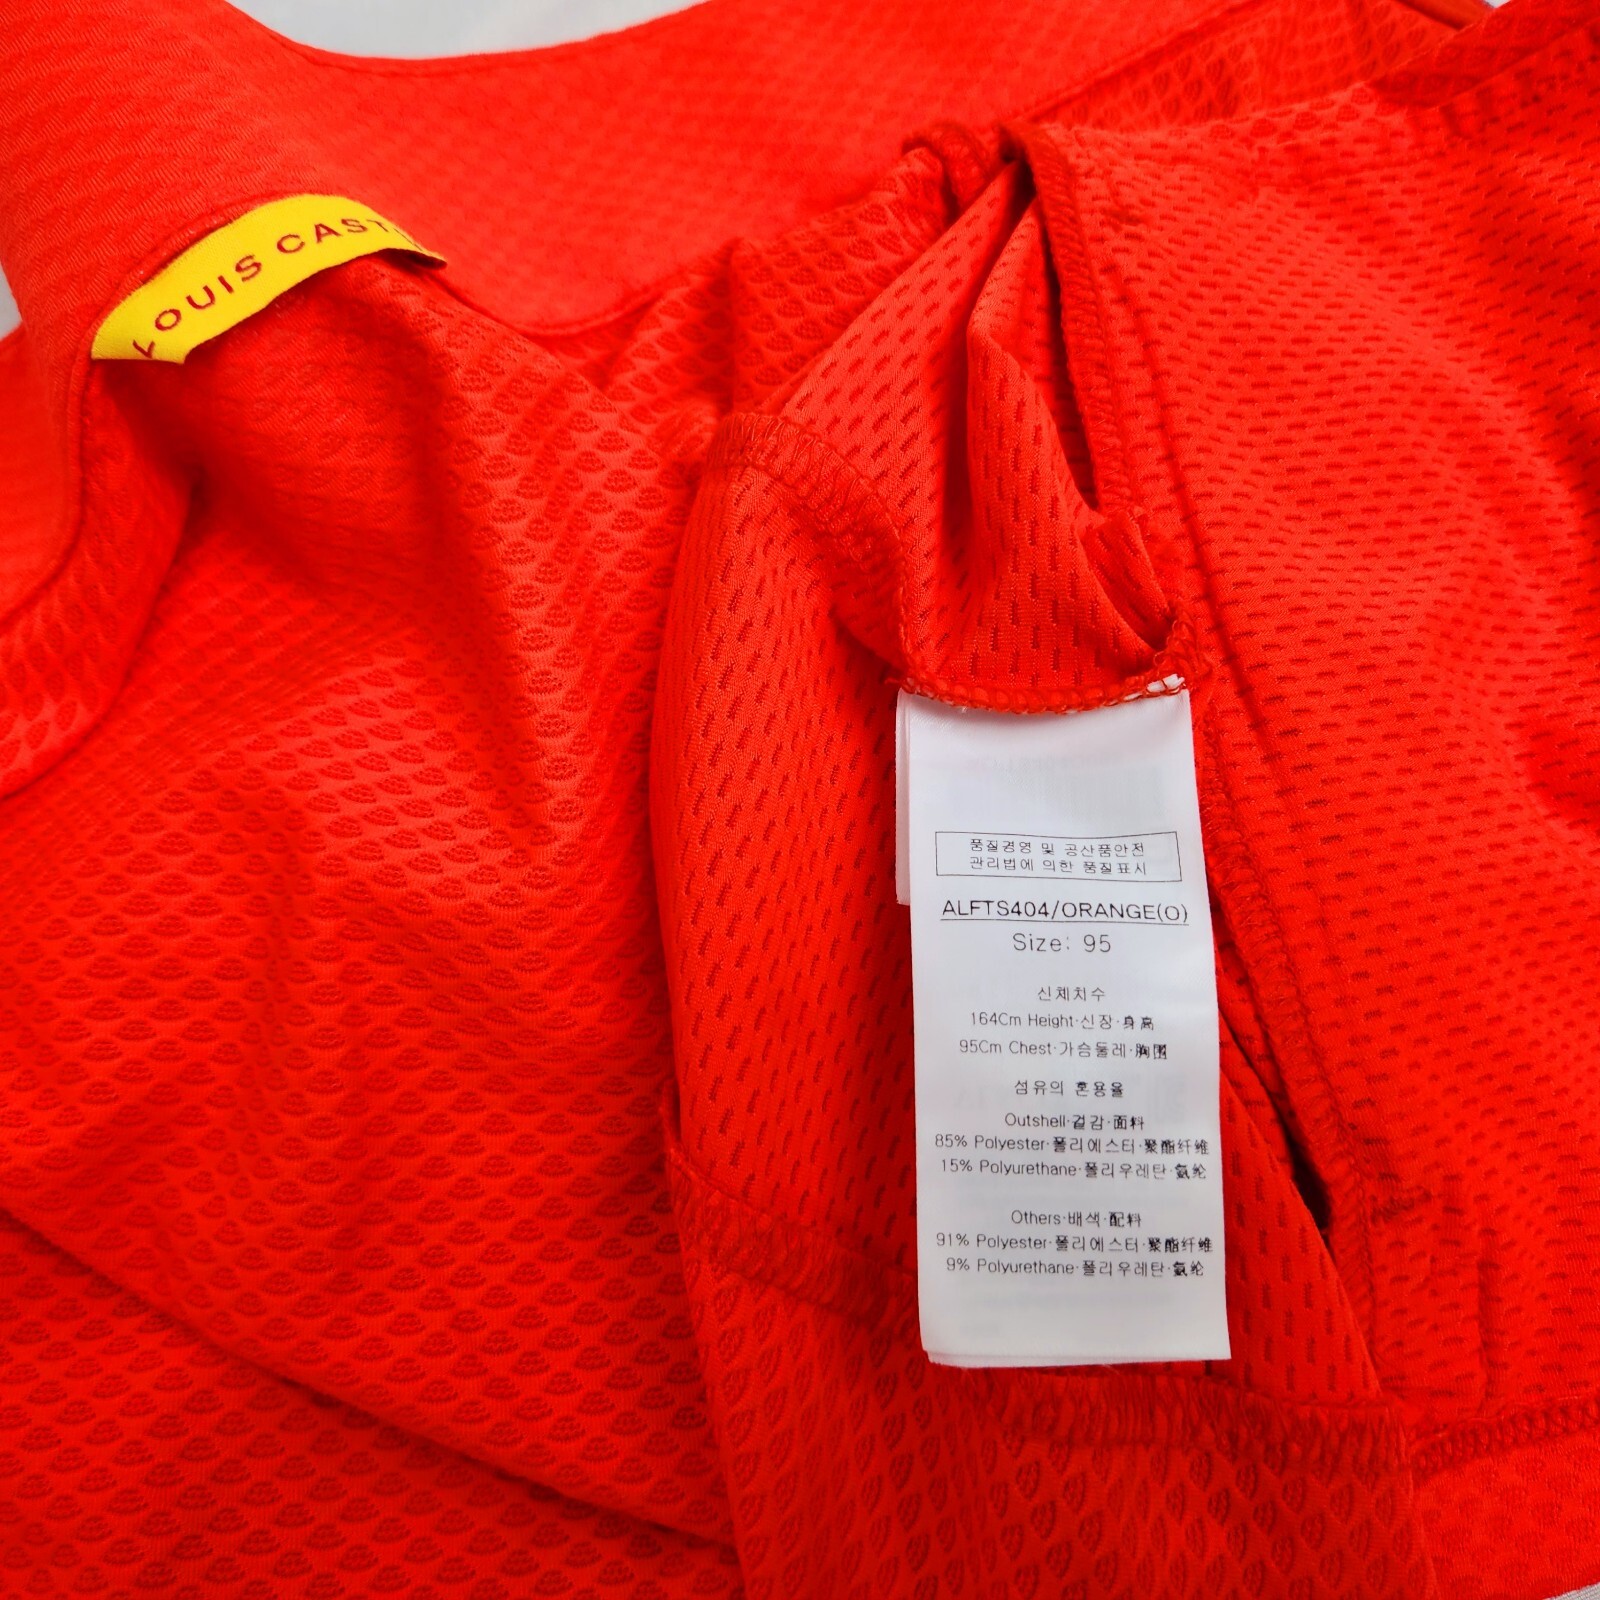 LOUIS CAST
품질경영 및 공산품안전
관리법에 의한 품질표시
ALFTS404/ORANGE(O)
Size: 95
신체치수
164Cm Height·신장·身高
95Cm Chest·가슴둘레·胸围
섬유의 혼용율
Outshell·겉감·面料
85% Polyester·폴리에스터·聚酯纤维
15% Polyurethane·폴리우레탄·氨纶
Others·배색·配料
91% Polyester·폴리에스터·聚酯纤维
9% Polyurethane·폴리우레탄·氨纶